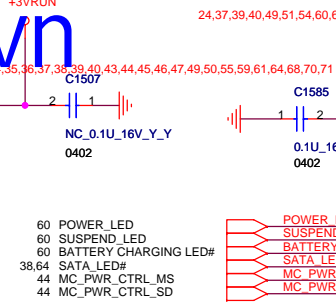 +3VRUN
24,37,39,40,49,51,54,60,6
vn
,35,36,37,38,39,40,43,44,45,46,47,49,50,55,59,61,64,68,70,71
C1507
2 1
NC_0.1U_16V_Y_Y
0402
C1585
1 2
0.1U_16
0402
60 POWER_LED
60 SUSPEND_LED
60 BATTERY CHARGING LED#
38,64 SATA_LED#
44 MC_PWR_CTRL_MS
44 MC_PWR_CTRL_SD
POWER_
SUSPEND
BATTERY
SATA_LE
MC_PWR
MC_PWR